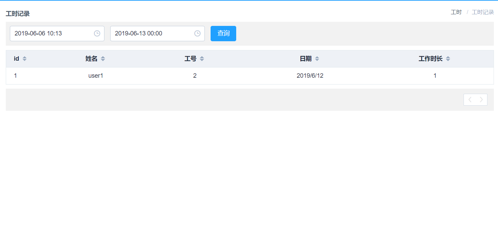 工时记录
工时 / 工时记录
2019-06-06 10:13 2019-06-13 00:00 查询
id 姓名 工号 日期 工作时长
1 user1 2 2019/6/12 1